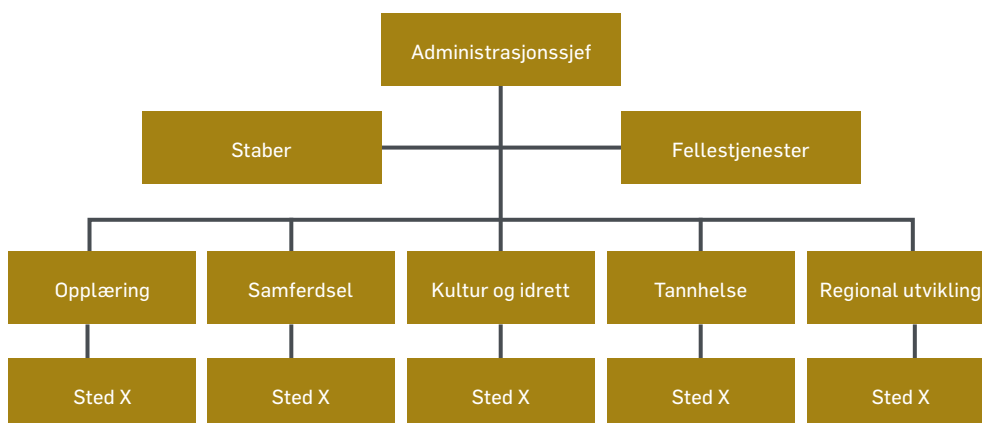 Administrasjonssjef
Staber
Fellestjenester
Opplæring
Samferdsel
Kultur og idrett
Tannhelse
Regional utvikling
Sted X
Sted X
Sted X
Sted X
Sted X